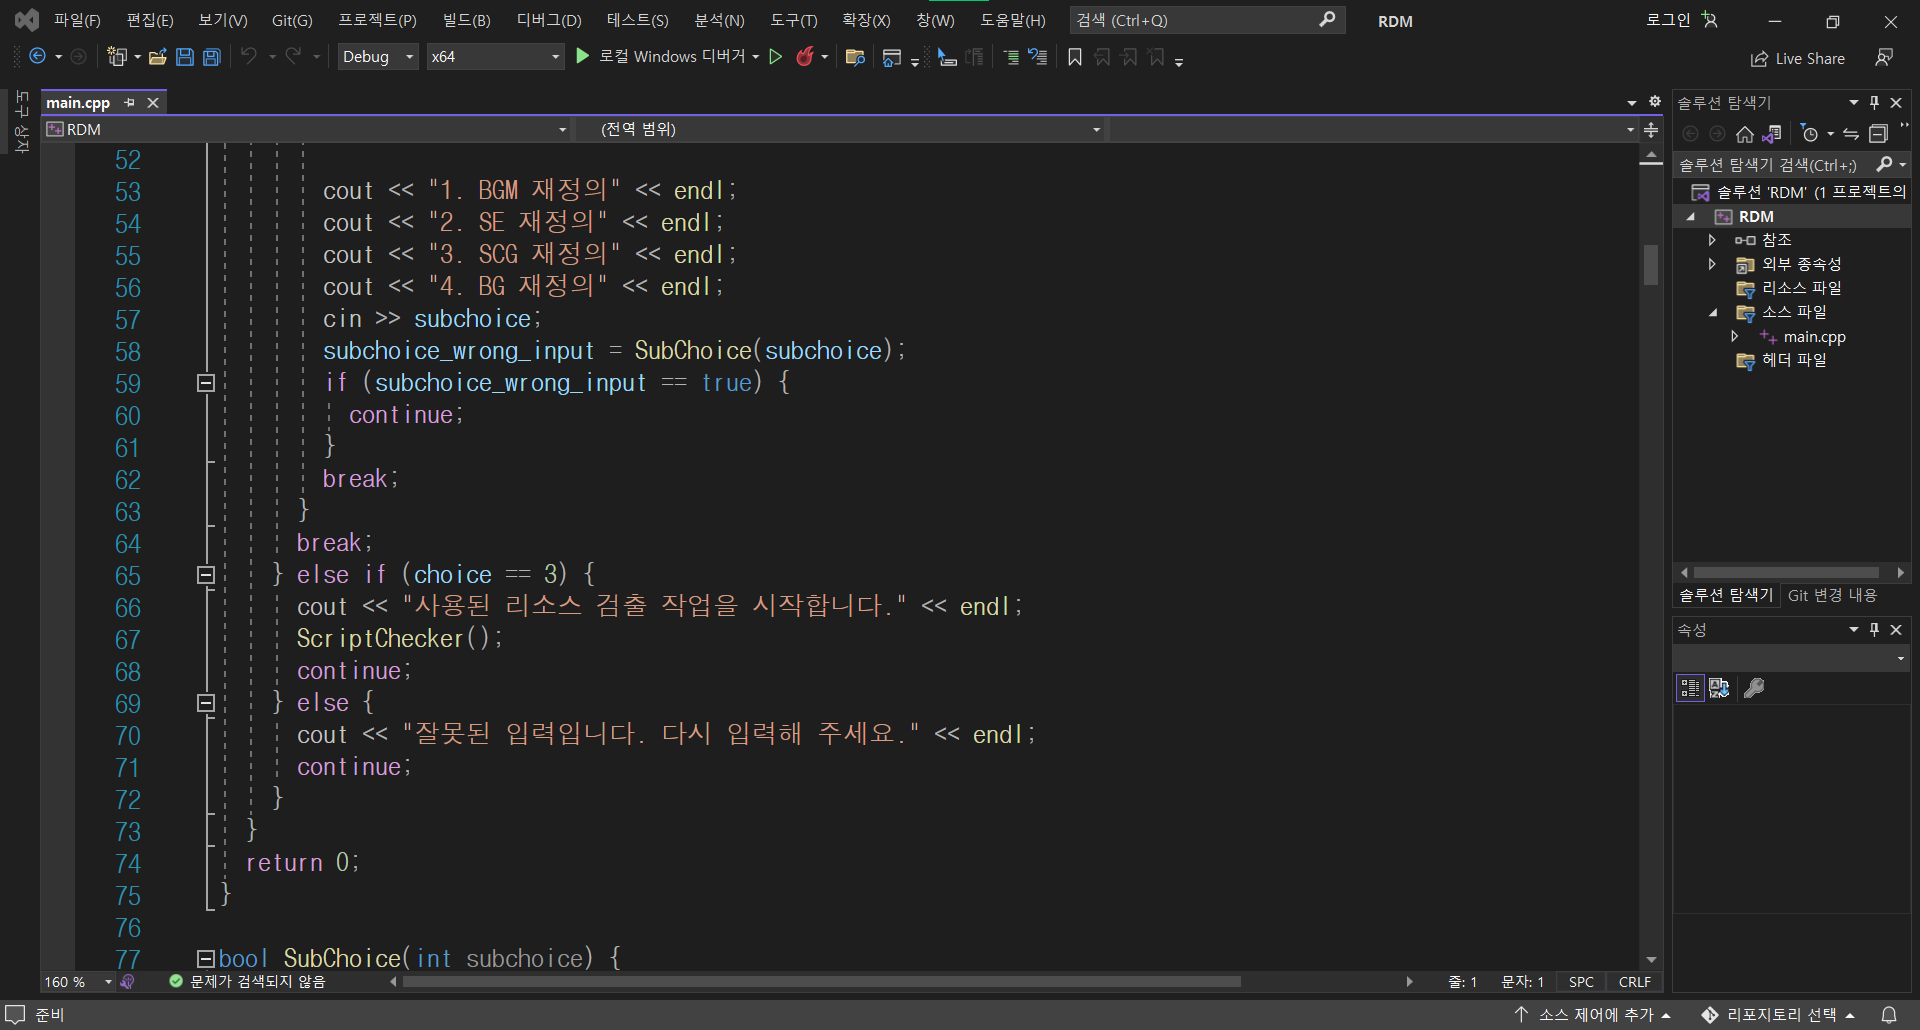 파일(F) 편집(E) 보기(V) Git(G) 프로젝트(P) 빌드(B) 디버그(D) 테스트(S) 분석(N) 도구(T) 확장(X) 창(W) 도움말(H) 검색 (Ctrl+Q) RDM 로그인
Debug x64 로컬 Windows 디버거 Live Share
도구 상자
main.cpp
RDM (전역 범위)
52
53 cout << "1. BGM 재정의" << endl;
54 cout << "2. SE 재정의" << endl;
55 cout << "3. SCG 재정의" << endl;
56 cout << "4. BG 재정의" << endl;
57 cin >> subchoice;
58 subchoice_wrong_input = SubChoice(subchoice);
59 if (subchoice_wrong_input == true) {
60 continue;
61 }
62 break;
63 }
64 break;
65 } else if (choice == 3) {
66 cout << "사용된 리소스 검출 작업을 시작합니다." << endl;
67 ScriptChecker();
68 continue;
69 } else {
70 cout << "잘못된 입력입니다. 다시 입력해 주세요." << endl;
71 continue;
72 }
73 }
74 return 0;
75 }
76
77 bool SubChoice(int subchoice) {
160 % 문제가 검색되지 않음 줄: 1 문자: 1 SPC CRLF
솔루션 탐색기
솔루션 탐색기 검색(Ctrl+;)
솔루션 'RDM' (1 프로젝트의
RDM
참조
외부 종속성
리소스 파일
소스 파일
main.cpp
헤더 파일
솔루션 탐색기 Git 변경 내용
속성
준비 소스 제어에 추가 리포지토리 선택